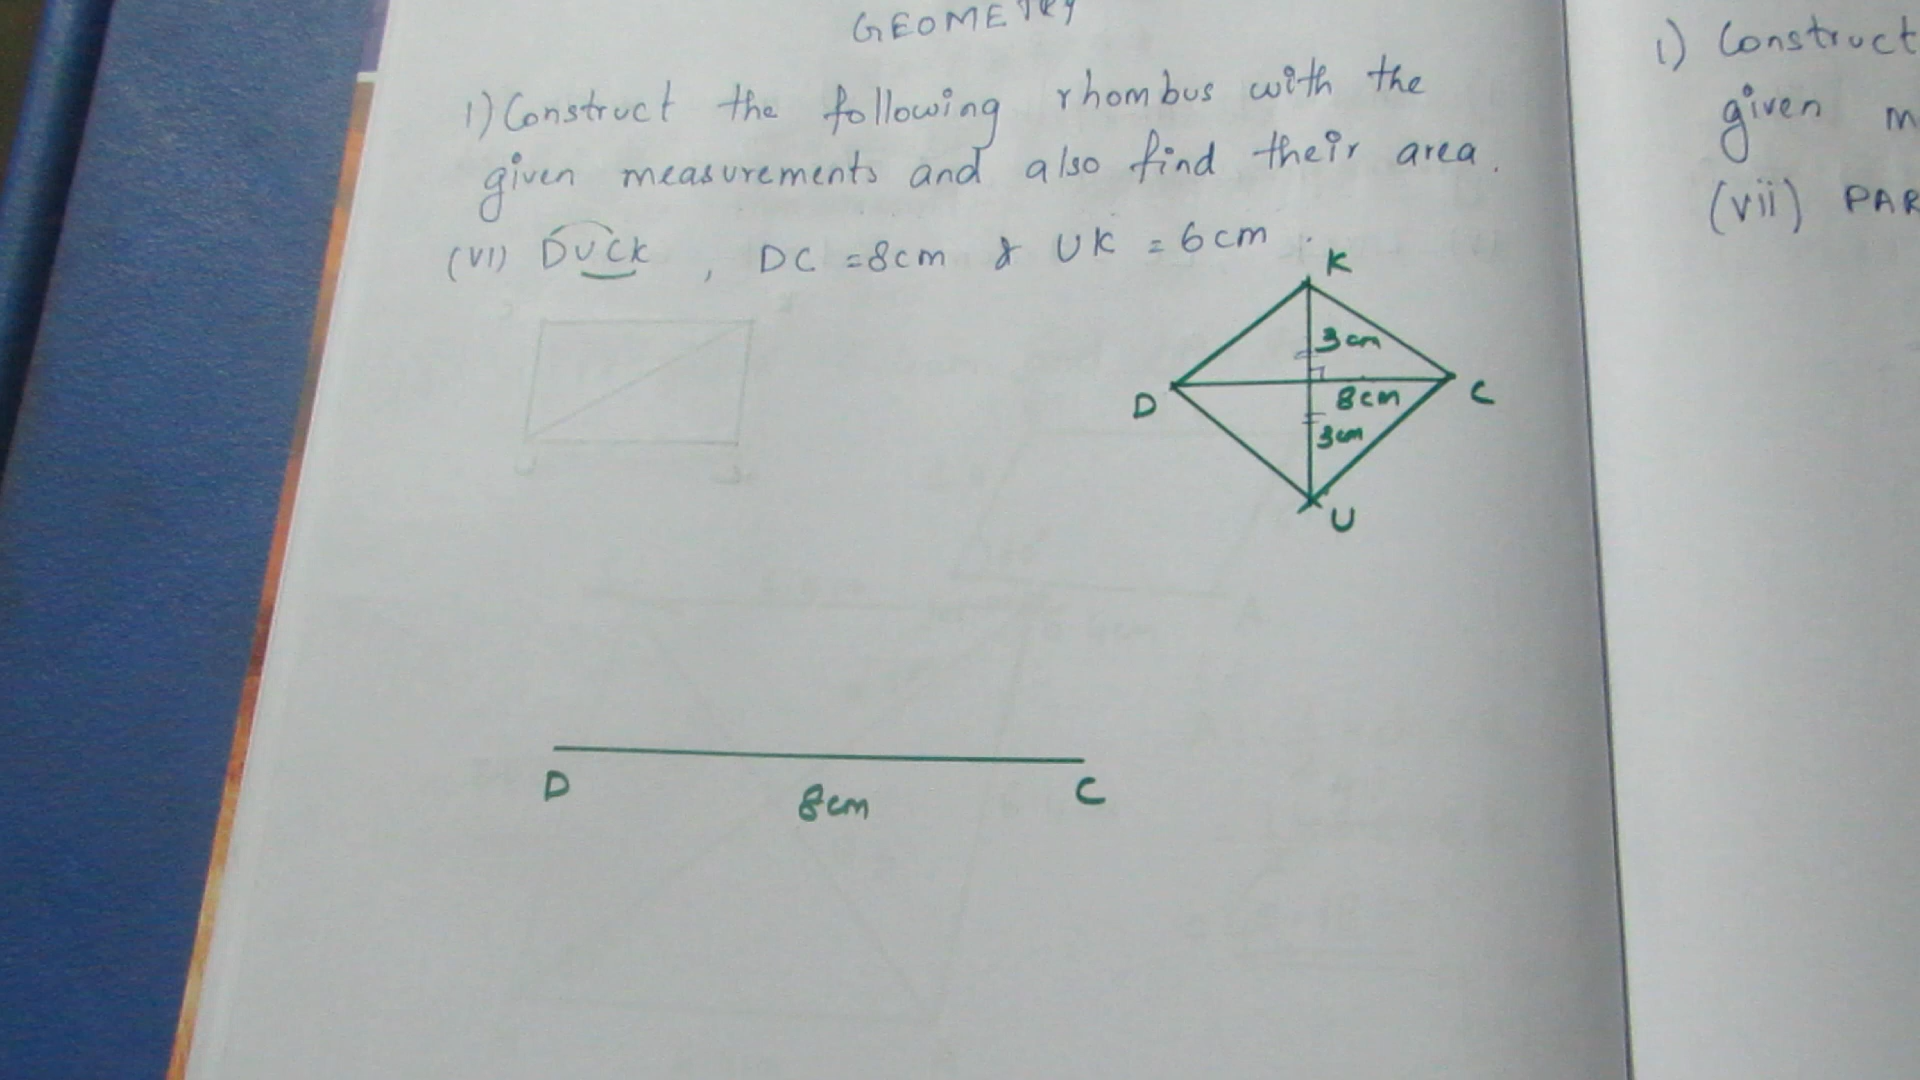 GEOMETRY
1) Construct the following rhombus with the
given measurements and also find their area.
(VI) DUCK, DC = 8cm & UK = 6cm.
K
3cm
D
8cm
C
3cm
U
D
8cm
C
1) Construct
given m
(vii) PAR